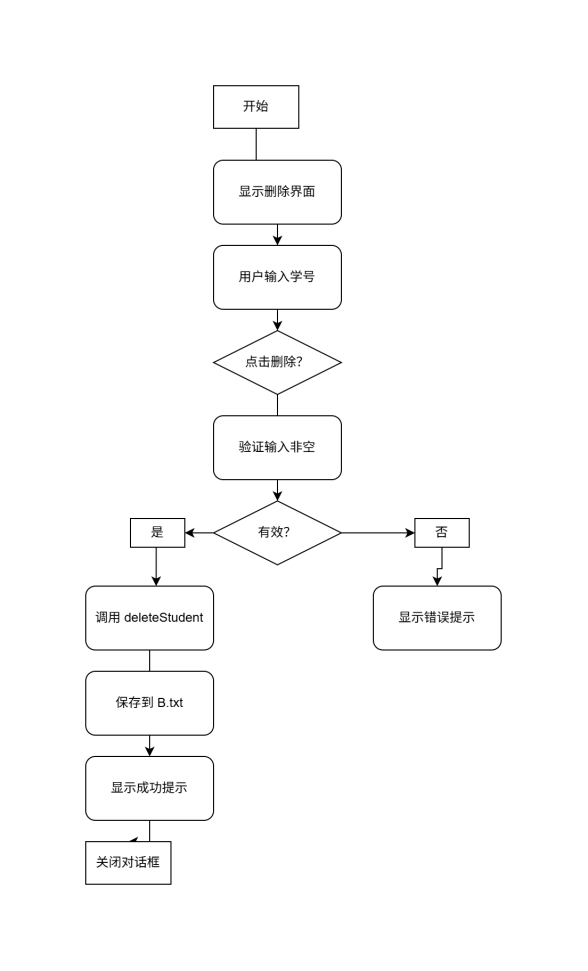 开始
显示删除界面
用户输入学号
点击删除？
验证输入非空
是
有效？
否
调用 deleteStudent
显示错误提示
保存到 B.txt
显示成功提示
关闭对话框